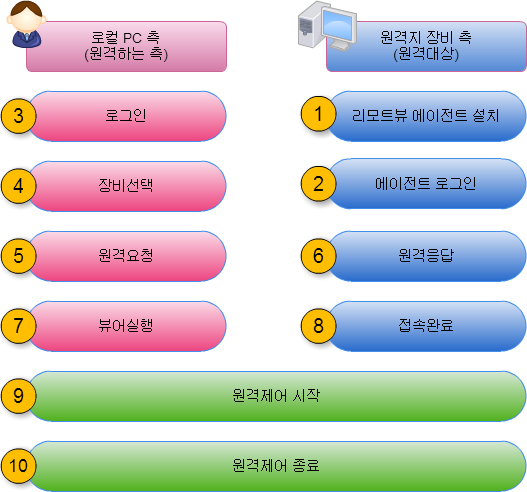 로컬 PC 측
(원격하는 측)
원격지 장비 측
(원격대상)
3 로그인
1 리모트뷰 에이전트 설치
4 장비선택
2 에이전트 로그인
5 원격요청
6 원격응답
7 뷰어실행
8 접속완료
9 원격제어 시작
10 원격제어 종료